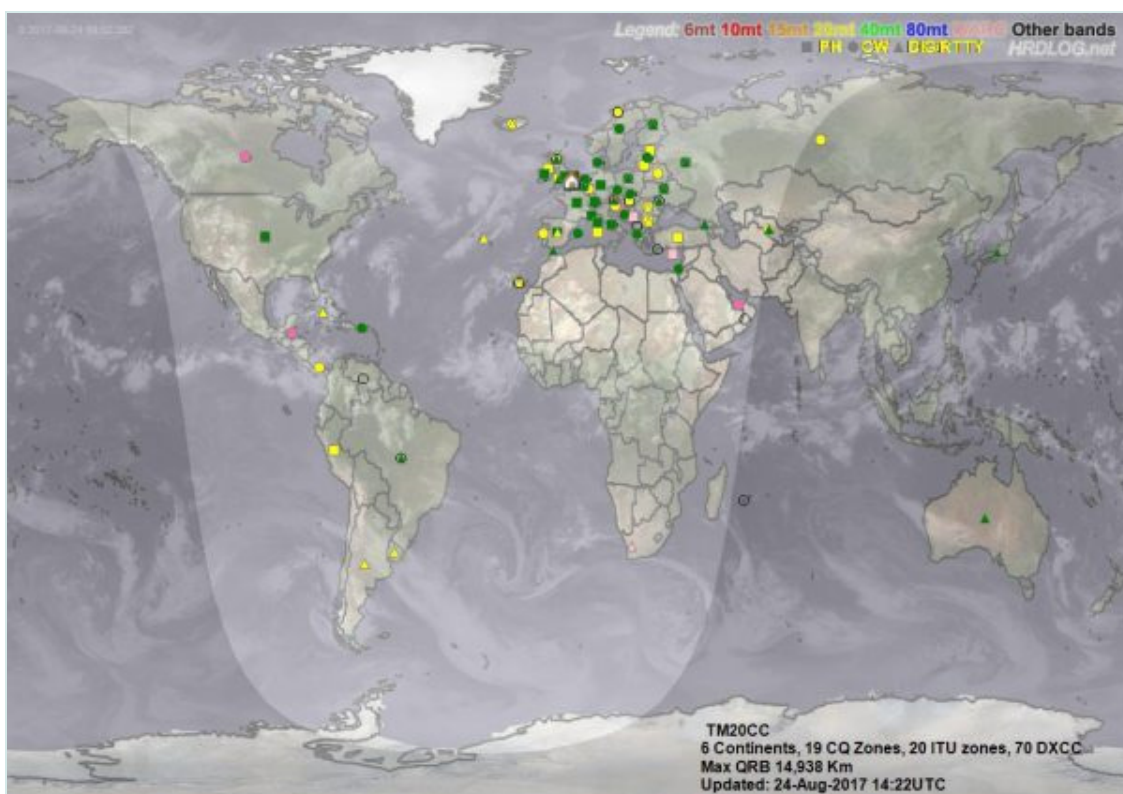 Legend: 6mt 10mt 15mt 20mt 40mt 80mt Other bands
PH CW DIGI/RTTY HRDLOG.net
TM20CC
6 Continents, 19 CQ Zones, 20 ITU zones, 70 DXCC
Max QRB 14,938 Km
Updated: 24-Aug-2017 14:22UTC